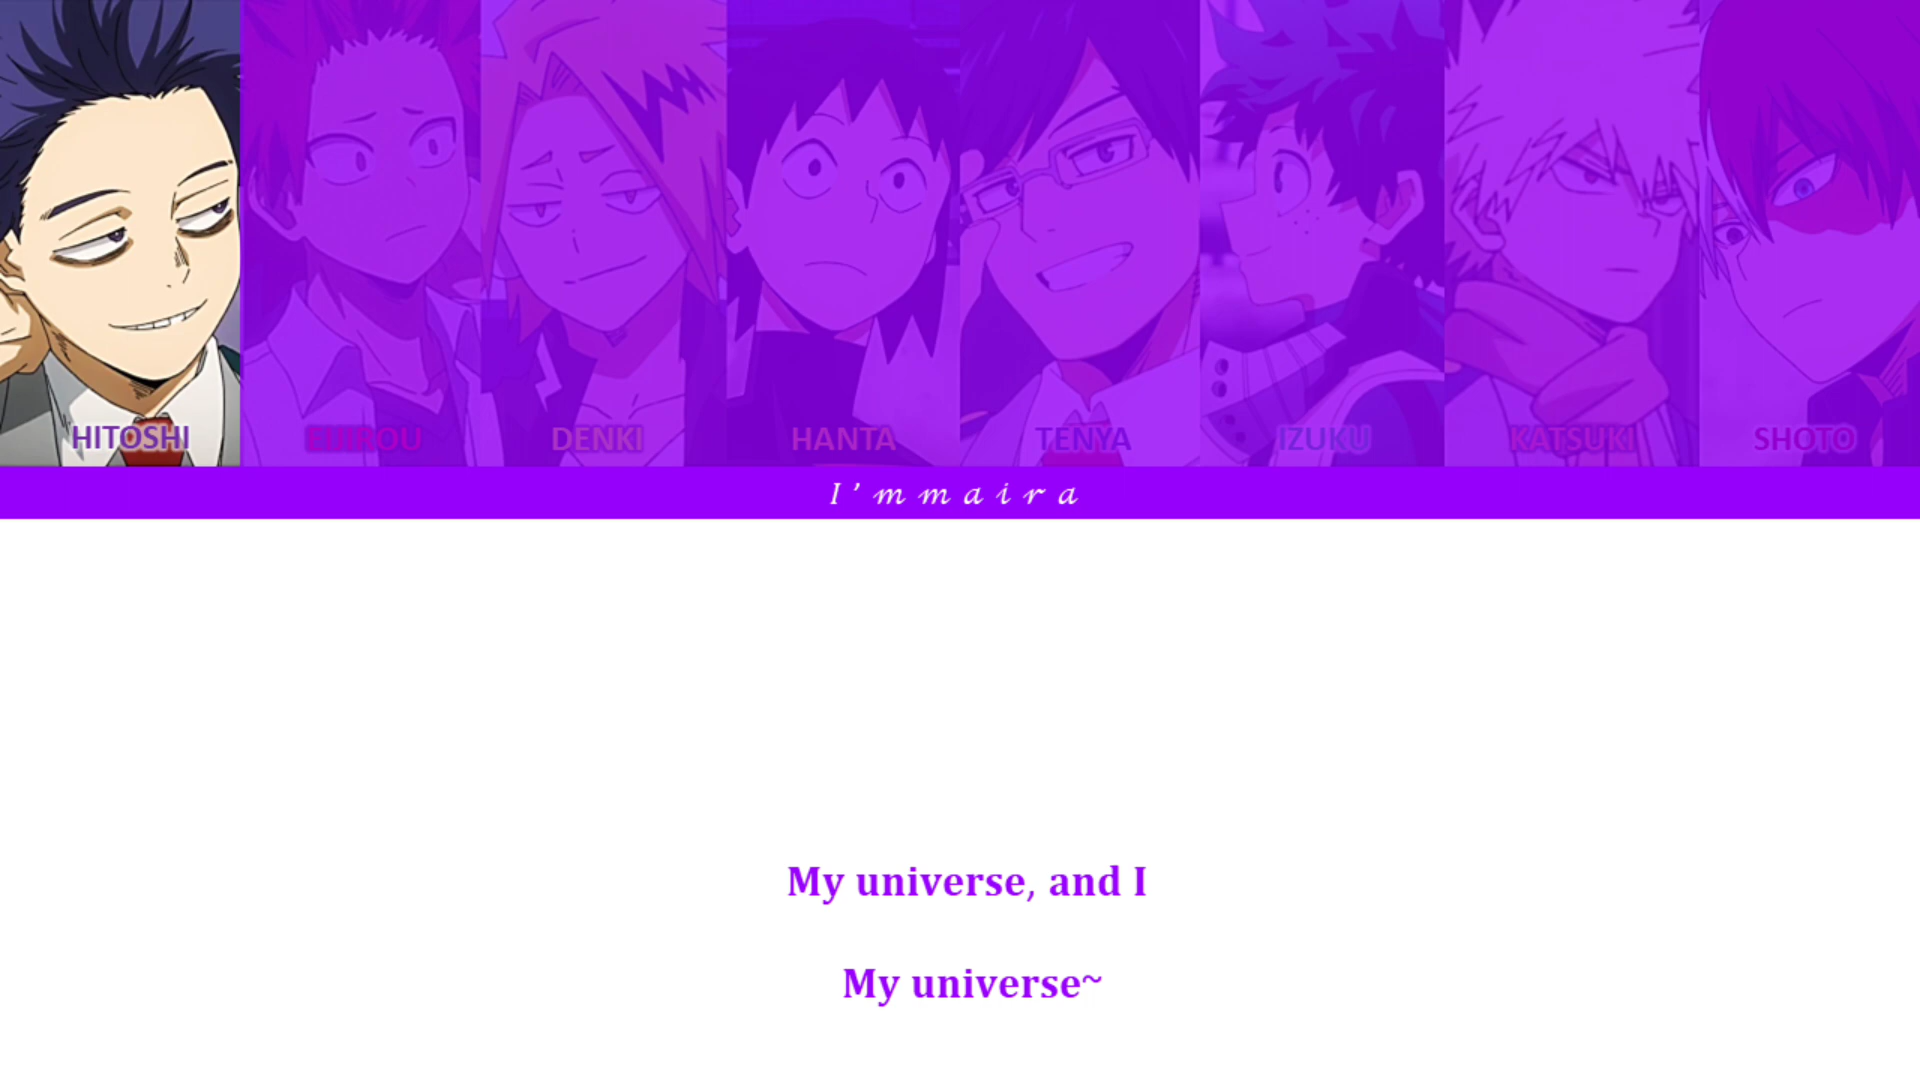 HITOSHI EIJIROU DENKI HANTA TENYA IZUKU KATSUKI SHOTO
I'mmaira
My universe, and I
My universe~